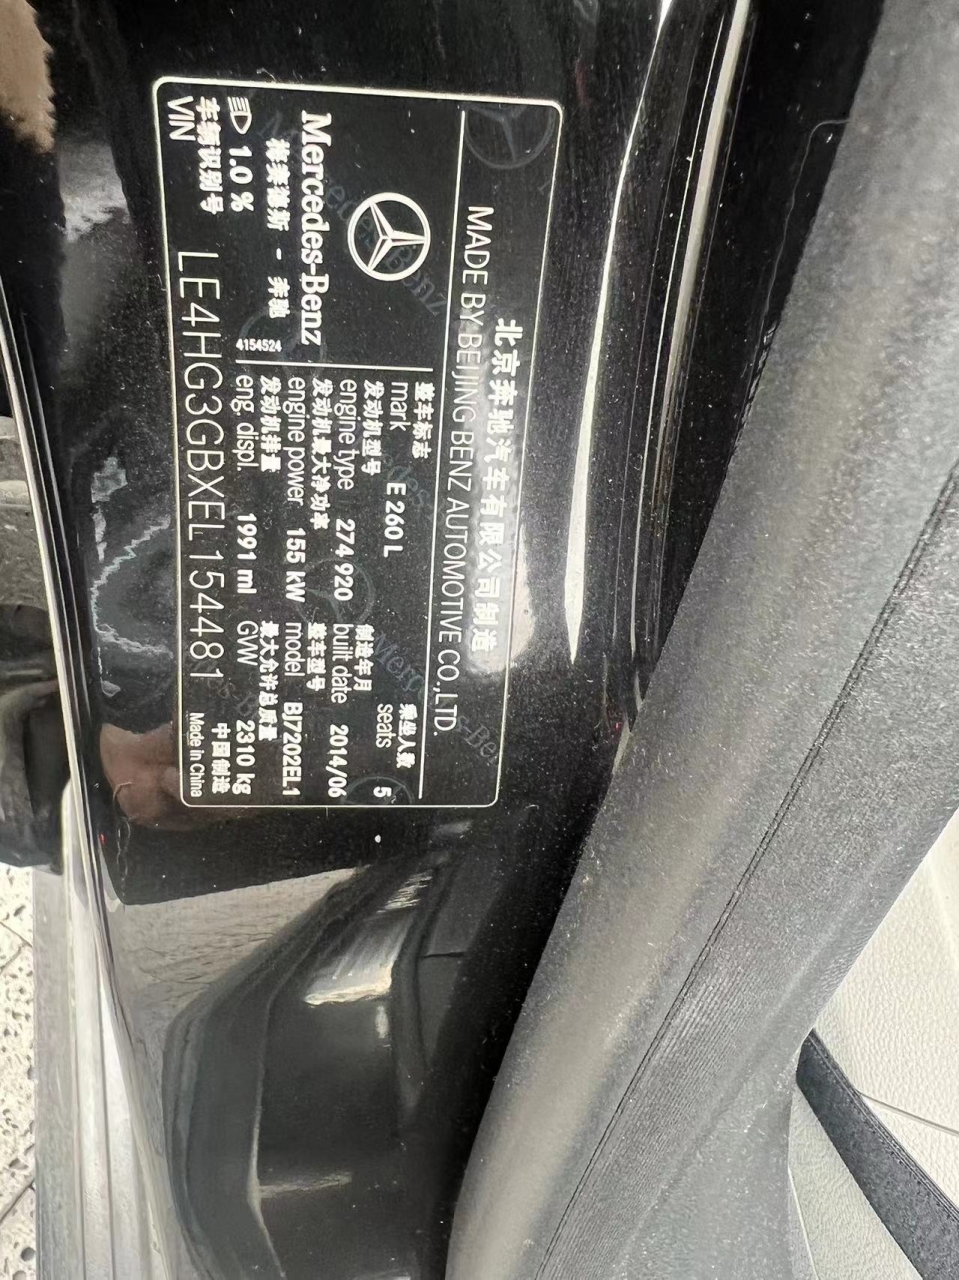 北京奔驰汽车有限公司制造
MADE BY BEIJING BENZ AUTOMOTIVE CO.,LTD.
整车标志 乘坐人数
mark E 260 L seats 5
发动机型号 制造年月
engine type 274 920 built date 2014/06
发动机最大净功率 整车型号
engine power 155 kW model BJ7202EL1
发动机排量 最大允许总质量
eng. displ. 1991 ml GVW 2310 kg
Mercedes-Benz
梅赛德斯 - 奔驰
4154524
1.0 %
车辆识别号
VIN LE4HG3GBXEL154481
中国制造
Made in China